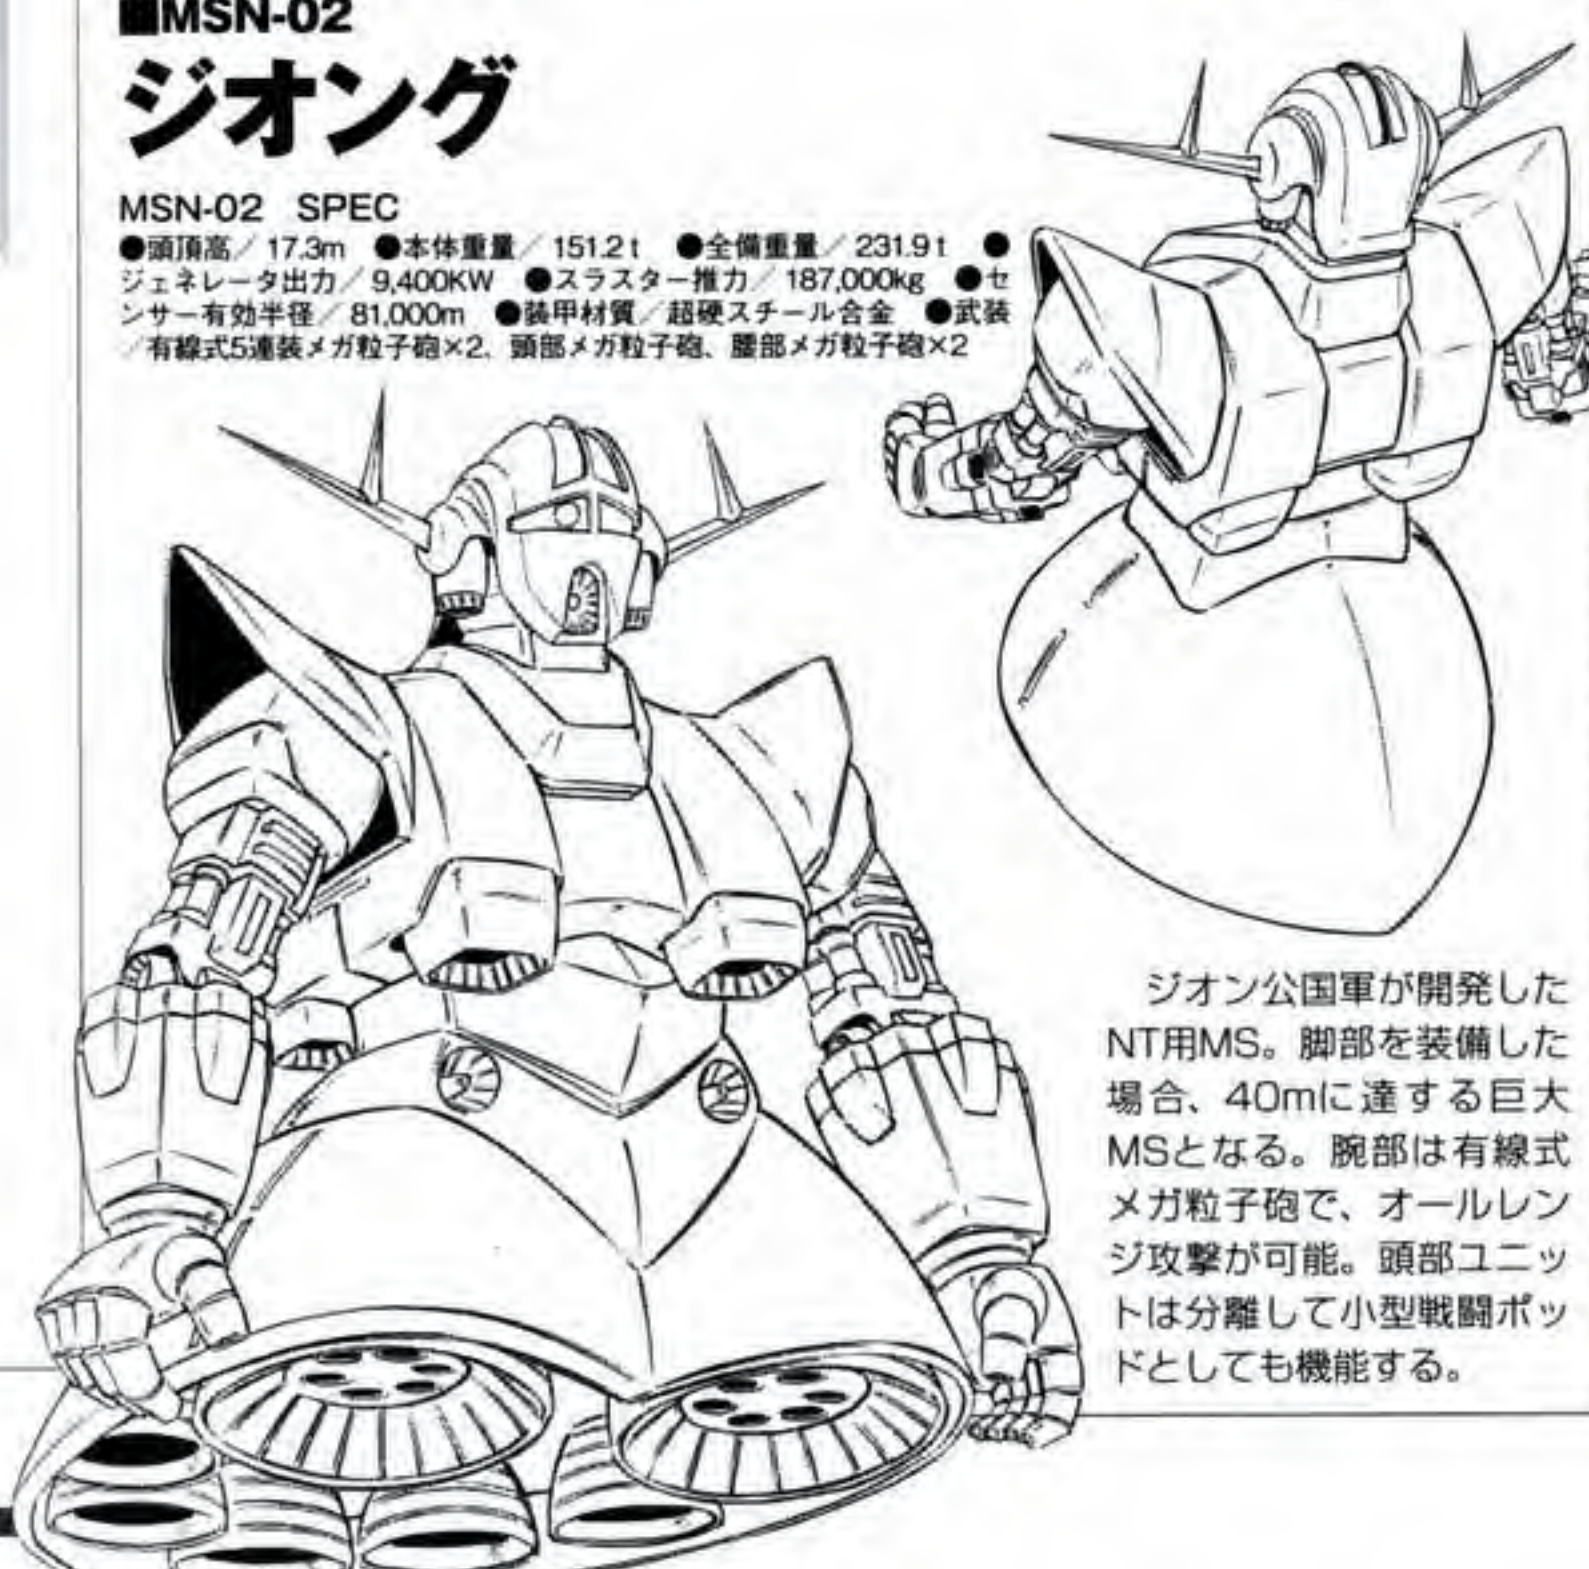 ■MSN-02
ジオング
MSN-02 SPEC
●頭頂高／17.3m ●本体重量／151.2t ●全備重量／231.9t ●
ジェネレータ出力／9,400KW ●スラスター推力／187,000kg ●セ
ンサー有効半径／81,000m ●装甲材質／超硬スチール合金 ●武装
／有線式5連装メガ粒子砲×2、頭部メガ粒子砲、腰部メガ粒子砲×2
ジオン公国軍が開発した
NT用MS。脚部を装備した
場合、40mに達する巨大
MSとなる。腕部は有線式
メガ粒子砲で、オールレン
ジ攻撃が可能。頭部ユニッ
トは分離して小型戦闘ポッ
ドとしても機能する。